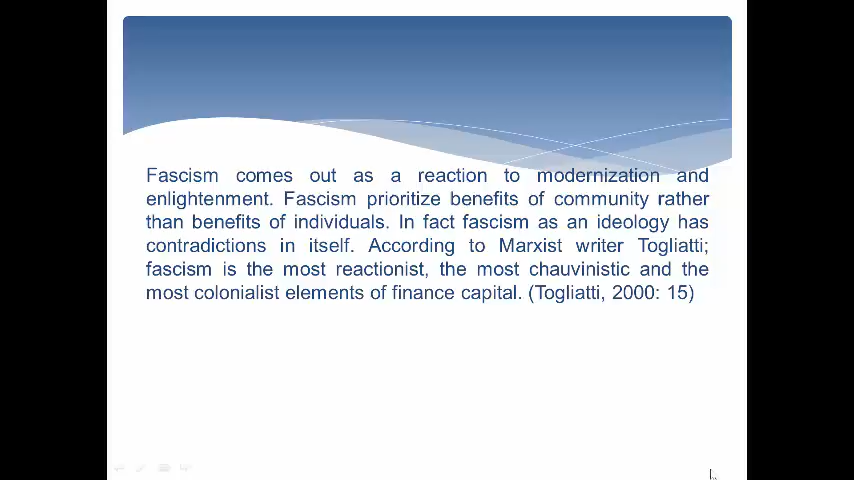 Fascism comes out as a reaction to modernization and
enlightenment. Fascism prioritize benefits of community rather
than benefits of individuals. In fact fascism as an ideology has
contradictions in itself. According to Marxist writer Togliatti;
fascism is the most reactionist, the most chauvinistic and the
most colonialist elements of finance capital. (Togliatti, 2000: 15)